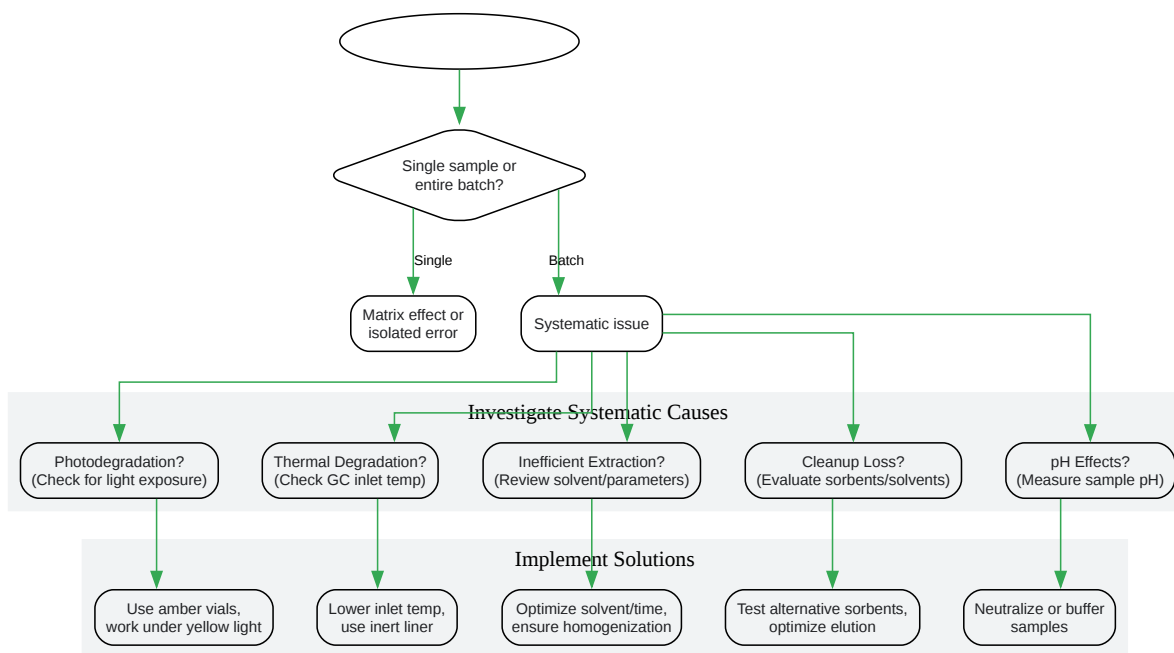 Single sample or
entire batch?
Single
Batch
Matrix effect or
isolated error
Systematic issue
Investigate Systematic Causes
Photodegradation?
(Check for light exposure)
Thermal Degradation?
(Check GC inlet temp)
Inefficient Extraction?
(Review solvent/parameters)
Cleanup Loss?
(Evaluate sorbents/solvents)
pH Effects?
(Measure sample pH)
Implement Solutions
Use amber vials,
work under yellow light
Lower inlet temp,
use inert liner
Optimize solvent/time,
ensure homogenization
Test alternative sorbents,
optimize elution
Neutralize or buffer
samples